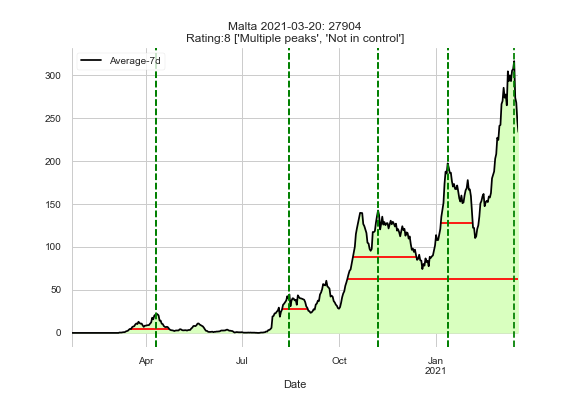 Malta 2021-03-20: 27904
Rating:8 ['Multiple peaks', 'Not in control']
Average-7d
300
250
200
150
100
50
0
Apr
Jul
Oct
Jan
2021
Date